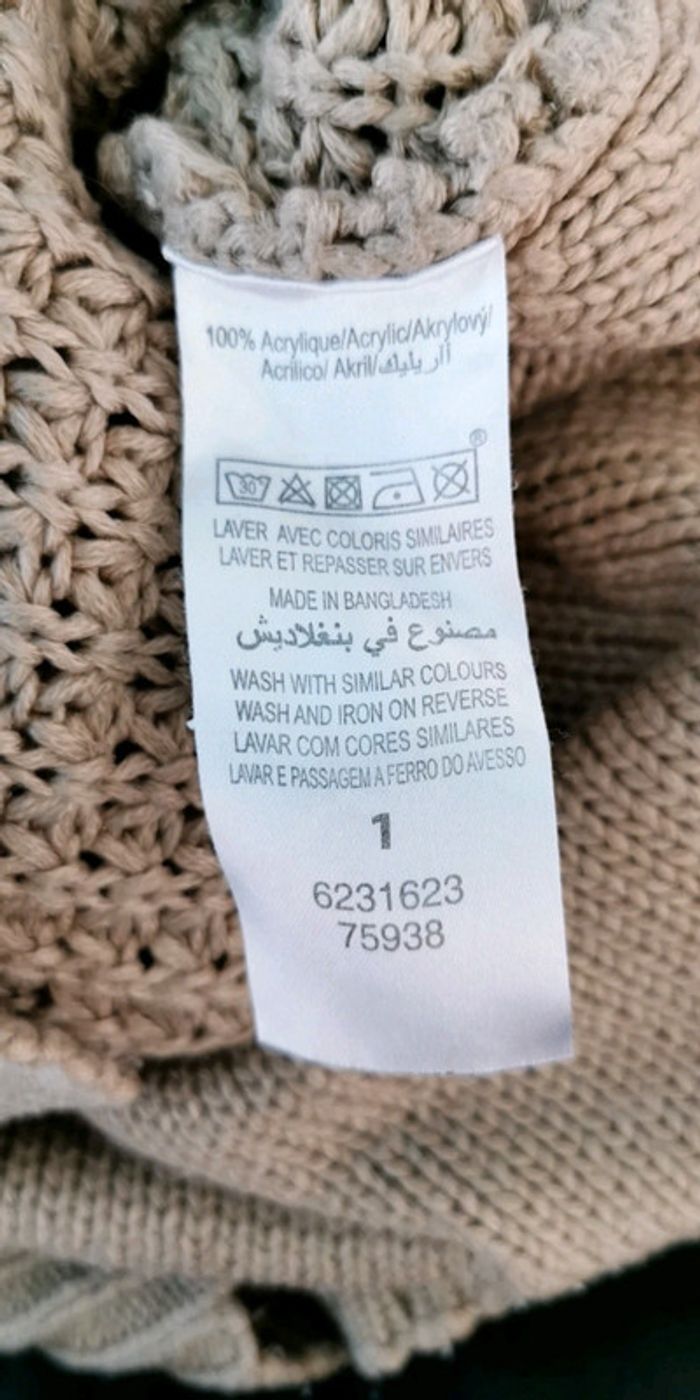 100% Acrylique/Acrylic/Akrylový/
Acrilico/ Akril/أاريليك
®
30°
LAVER AVEC COLORIS SIMILAIRES
LAVER ET REPASSER SUR ENVERS
MADE IN BANGLADESH
مصنوع في بنغلاديش
WASH WITH SIMILAR COLOURS
WASH AND IRON ON REVERSE
LAVAR COM CORES SIMILARES
LAVAR E PASSAGEM A FERRO DO AVESSO
1
6231623
75938